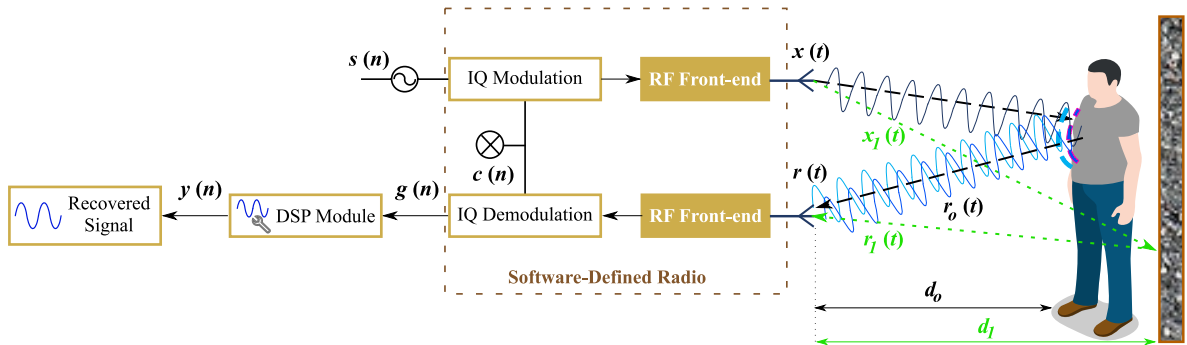 s (n)
IQ Modulation
RF Front-end
x (t)
x1 (t)
c (n)
r (t)
Recovered
Signal
y (n)
DSP Module
g (n)
IQ Demodulation
RF Front-end
ro (t)
r1 (t)
Software-Defined Radio
do
d1